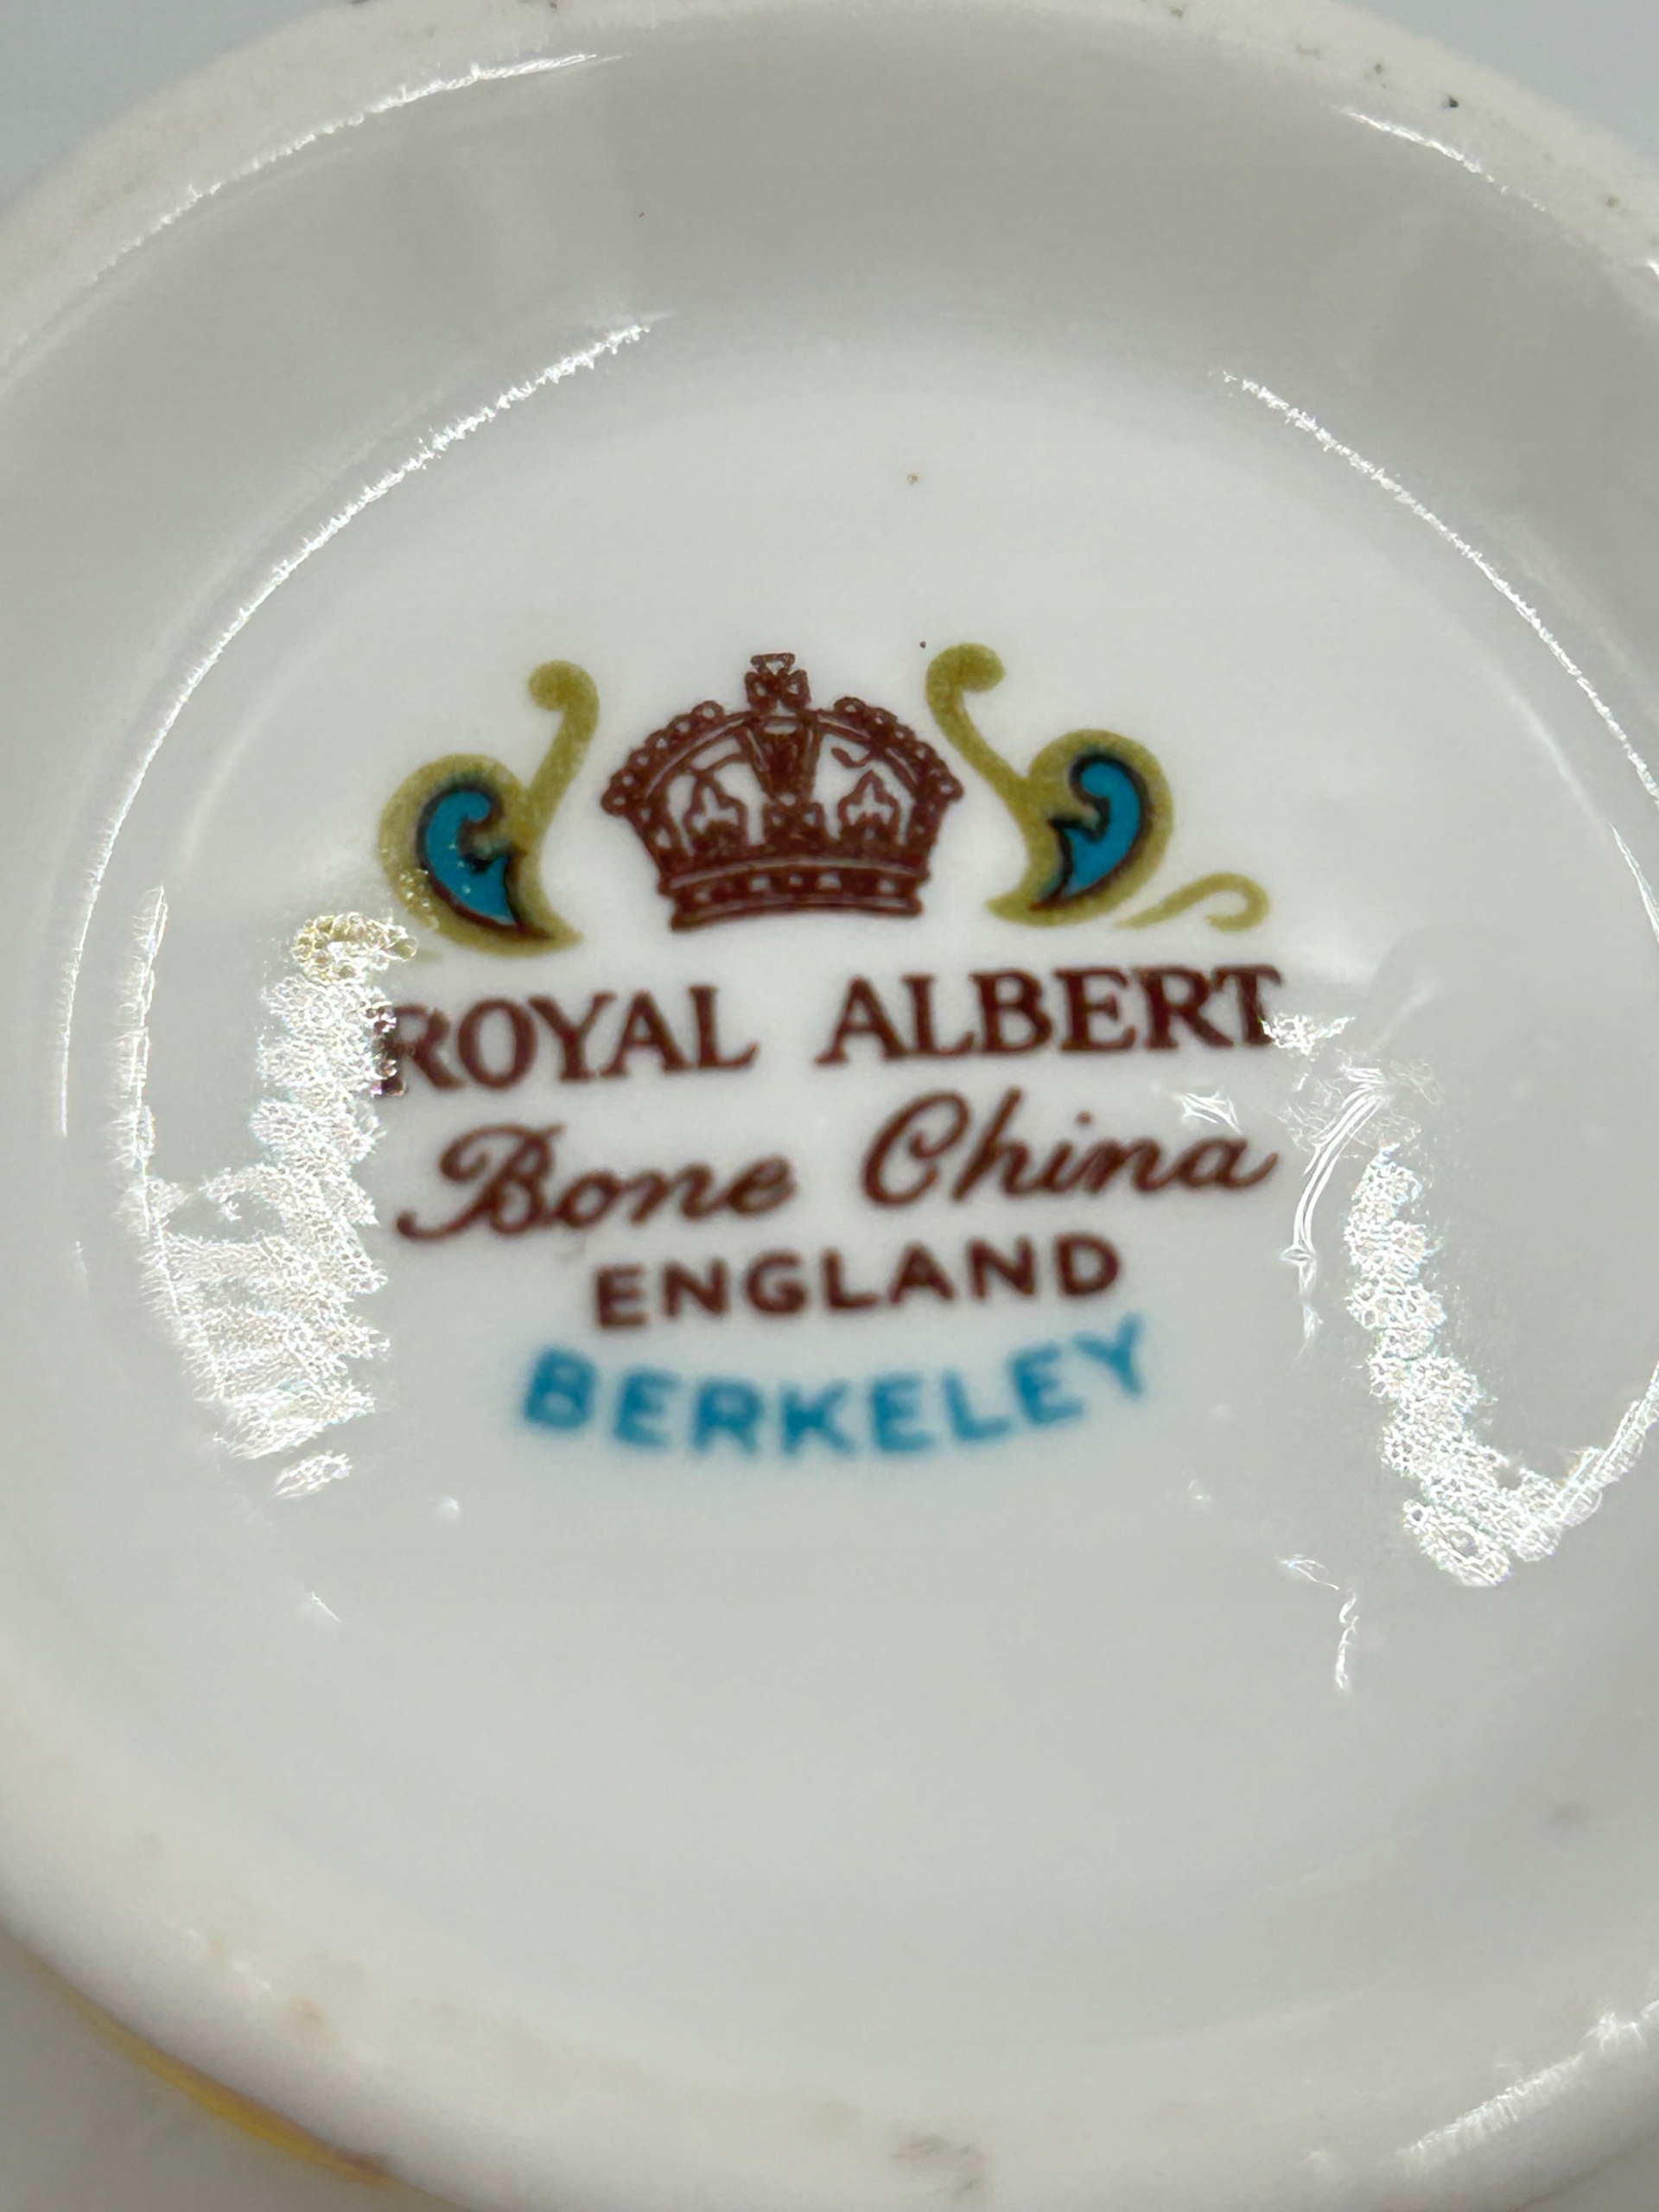 ROYAL ALBERT
Bone China
ENGLAND
BERKELEY